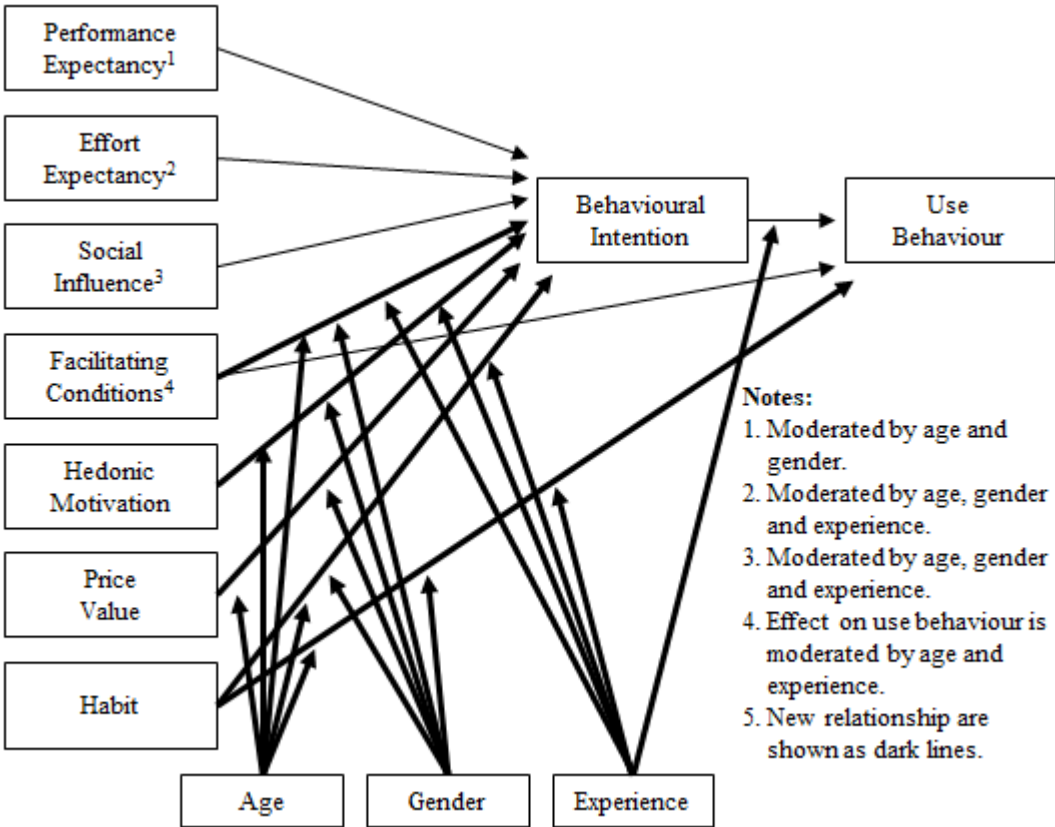 Performance
Expectancy1
Effort
Expectancy2
Social
Influence3
Facilitating
Conditions4
Hedonic
Motivation
Price
Value
Habit
Behavioural
Intention
Use
Behaviour
Notes:
1. Moderated by age and
gender.
2. Moderated by age, gender
and experience.
3. Moderated by age, gender
and experience.
4. Effect on use behaviour is
moderated by age and
experience.
5. New relationship are
shown as dark lines.
Age
Gender
Experience